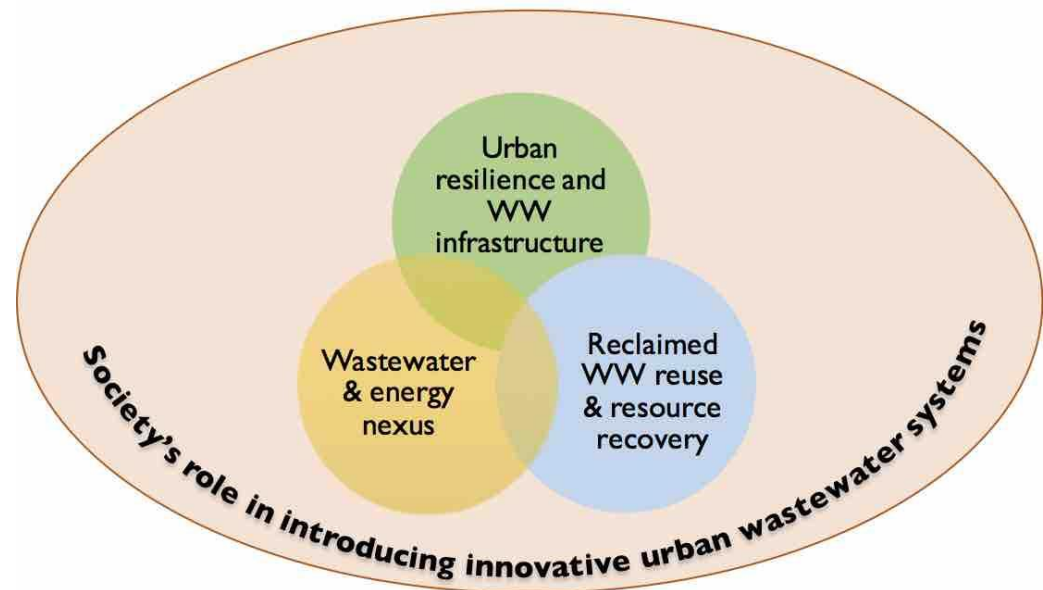 Urban
resilience and
WW
infrastructure
Wastewater
& energy
nexus
Reclaimed
WW reuse
& resource
recovery
Society's role in introducing innovative urban wastewater systems